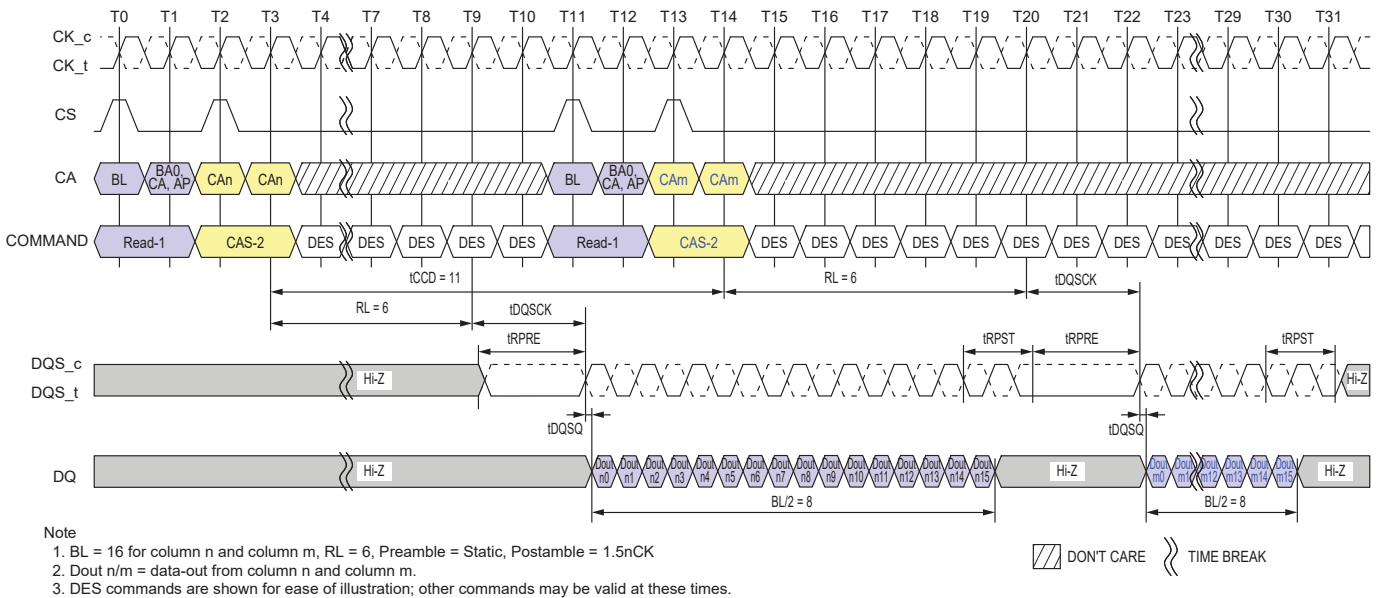 T0 T1 T2 T3 T4 T7 T8 T9 T10 T11 T12 T13 T14 T15 T16 T17 T18 T19 T20 T21 T22 T23 T29 T30 T31
CK_c
CK_t
CS
CA BL BA0, CA, AP CAn CAn BL BA0, CA, AP CAm CAm
COMMAND Read-1 CAS-2 DES DES DES DES DES Read-1 CAS-2 DES DES DES DES DES DES DES DES DES DES DES DES
tCCD = 11 RL = 6 tDQSCK
RL = 6 tDQSCK
tRPRE tRPST tRPRE tRPST
DQS_c
DQS_t
Hi-Z Hi-Z
tDQSQ tDQSQ
DQ Hi-Z Dout n0 Dout n1 Dout n2 Dout n3 Dout n4 Dout n5 Dout n6 Dout n7 Dout n8 Dout n9 Dout n10 Dout n11 Dout n12 Dout n13 Dout n14 Dout n15 Hi-Z Dout m0 Dout m1 Dout m12 Dout m13 Dout m14 Dout m15 Hi-Z
BL/2 = 8 BL/2 = 8
Note
1. BL = 16 for column n and column m, RL = 6, Preamble = Static, Postamble = 1.5nCK
2. Dout n/m = data-out from column n and column m.
3. DES commands are shown for ease of illustration; other commands may be valid at these times.
DON'T CARE TIME BREAK